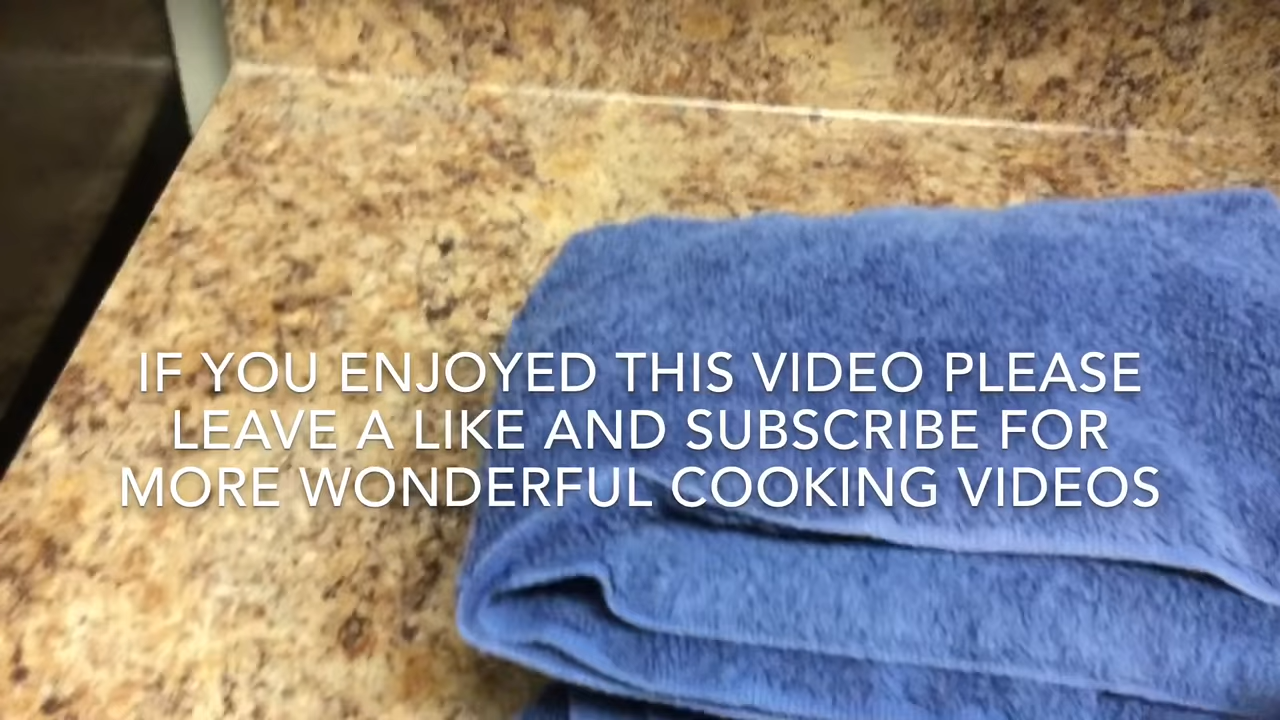 IF YOU ENJOYED THIS VIDEO PLEASE
LEAVE A LIKE AND SUBSCRIBE FOR
MORE WONDERFUL COOKING VIDEOS